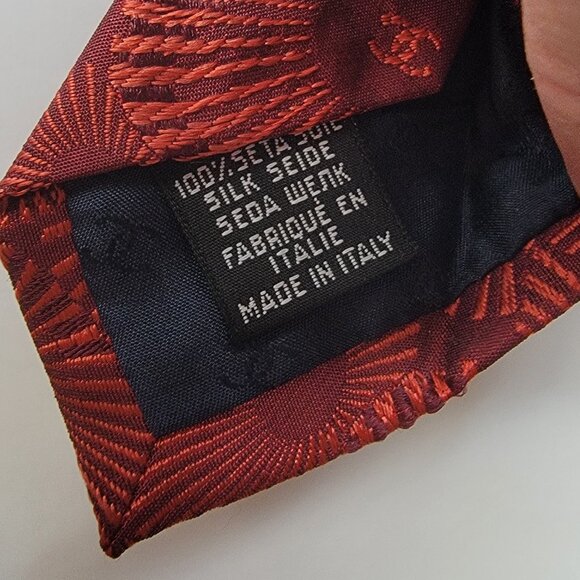 100% SETA SOIE
SILK SEIDE
SEDA ШЕЛК
FABRIQUÉ EN
ITALIE
MADE IN ITALY